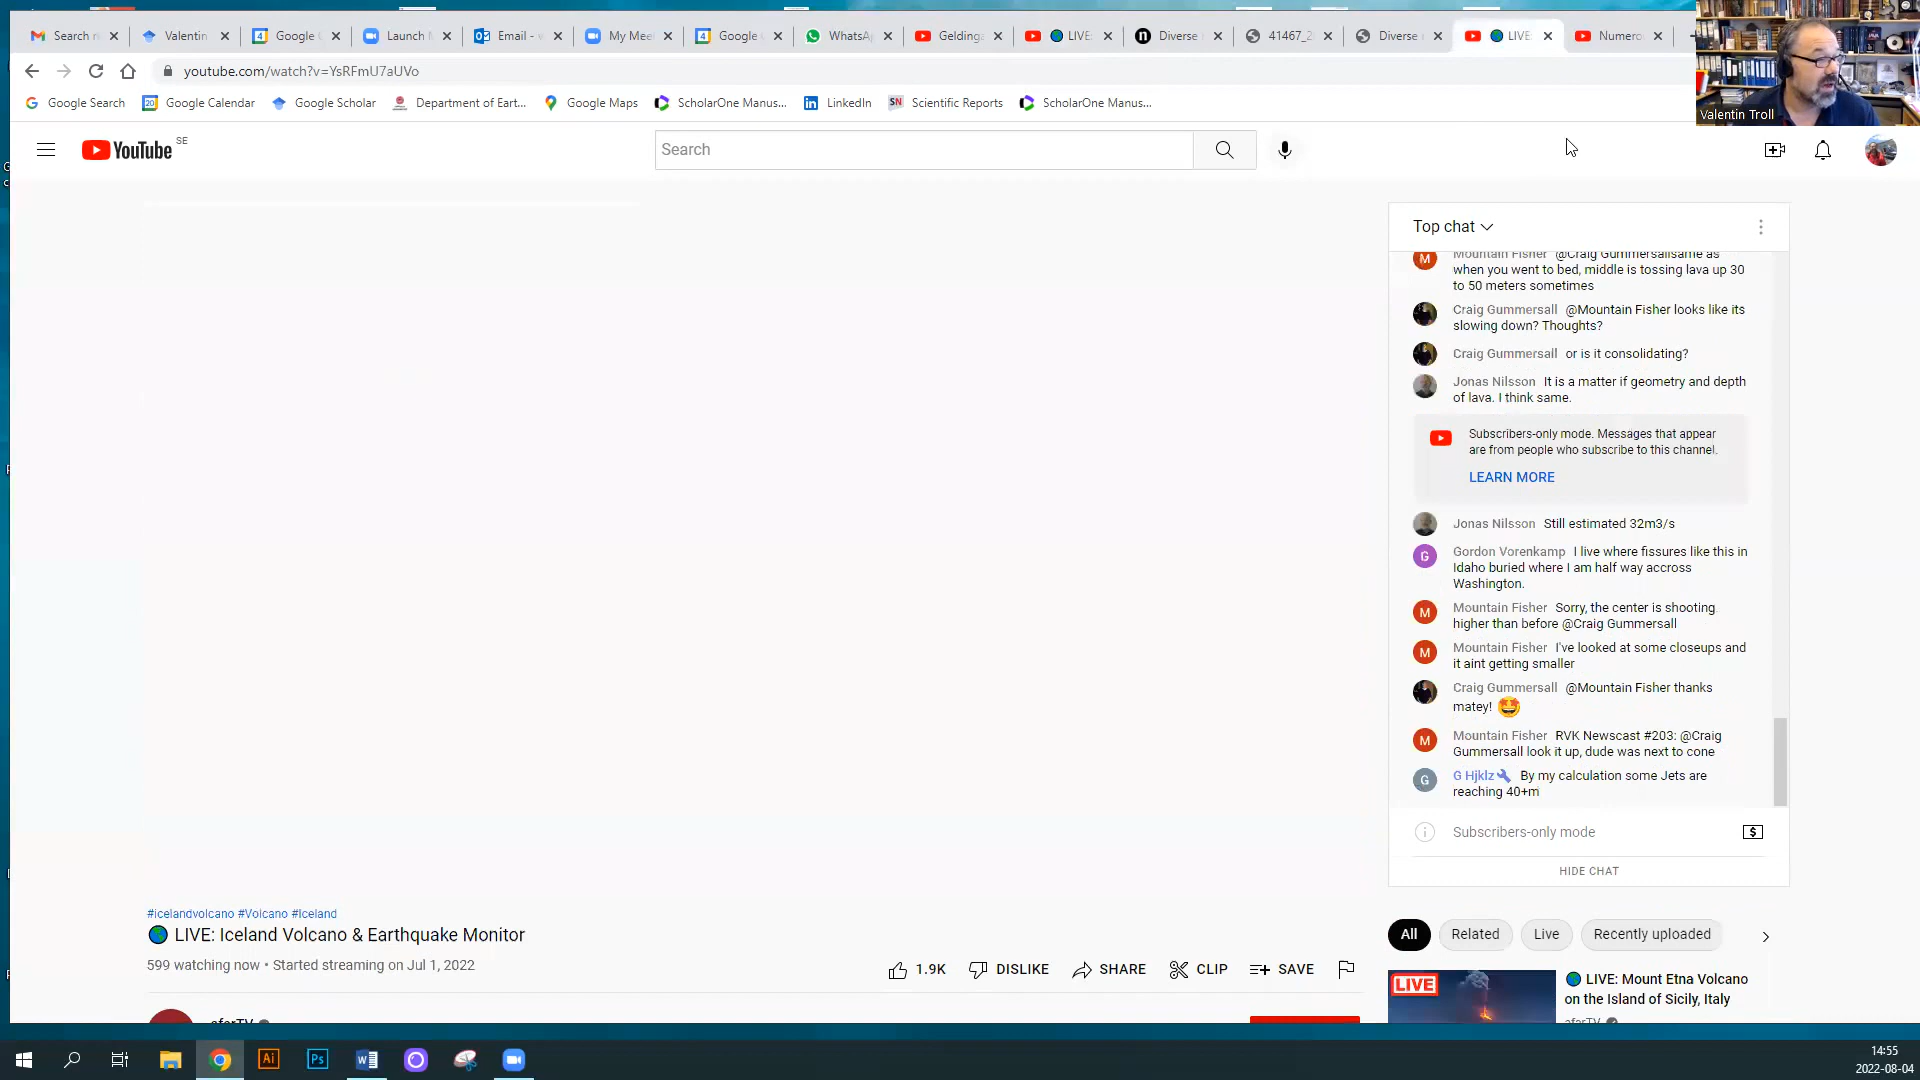 Search r
Valentin
Google
Launch
Email -
My Mee
Google
WhatsA
Gelding
LIVE
Diverse
41467_2
Diverse
LIVE
Numero
youtube.com/watch?v=YsRFmU7aUVo
Google Search
Google Calendar
Google Scholar
Department of Eart...
Google Maps
ScholarOne Manus...
LinkedIn
Scientific Reports
ScholarOne Manus...
Valentin Troll
YouTube SE
Search
Top chat
Mountain Fisher @Craig Gummersallsame as
when you went to bed, middle is tossing lava up 30
to 50 meters sometimes
Craig Gummersall @Mountain Fisher looks like its
slowing down? Thoughts?
Craig Gummersall or is it consolidating?
Jonas Nilsson It is a matter if geometry and depth
of lava. I think same.
Subscribers-only mode. Messages that appear
are from people who subscribe to this channel.
LEARN MORE
Jonas Nilsson Still estimated 32m3/s
Gordon Vorenkamp I live where fissures like this in
Idaho buried where I am half way accross
Washington.
Mountain Fisher Sorry, the center is shooting
higher than before @Craig Gummersall
Mountain Fisher I've looked at some closeups and
it aint getting smaller
Craig Gummersall @Mountain Fisher thanks
matey! 🤩
Mountain Fisher RVK Newscast #203: @Craig
Gummersall look it up, dude was next to cone
G Hjklz By my calculation some Jets are
reaching 40+m
Subscribers-only mode
HIDE CHAT
#icelandvolcano #Volcano #Iceland
LIVE: Iceland Volcano & Earthquake Monitor
599 watching now • Started streaming on Jul 1, 2022
1.9K DISLIKE SHARE CLIP SAVE
All Related Live Recently uploaded
LIVE
LIVE: Mount Etna Volcano
on the Island of Sicily, Italy
afarTV
afarTV
14:55
2022-08-04